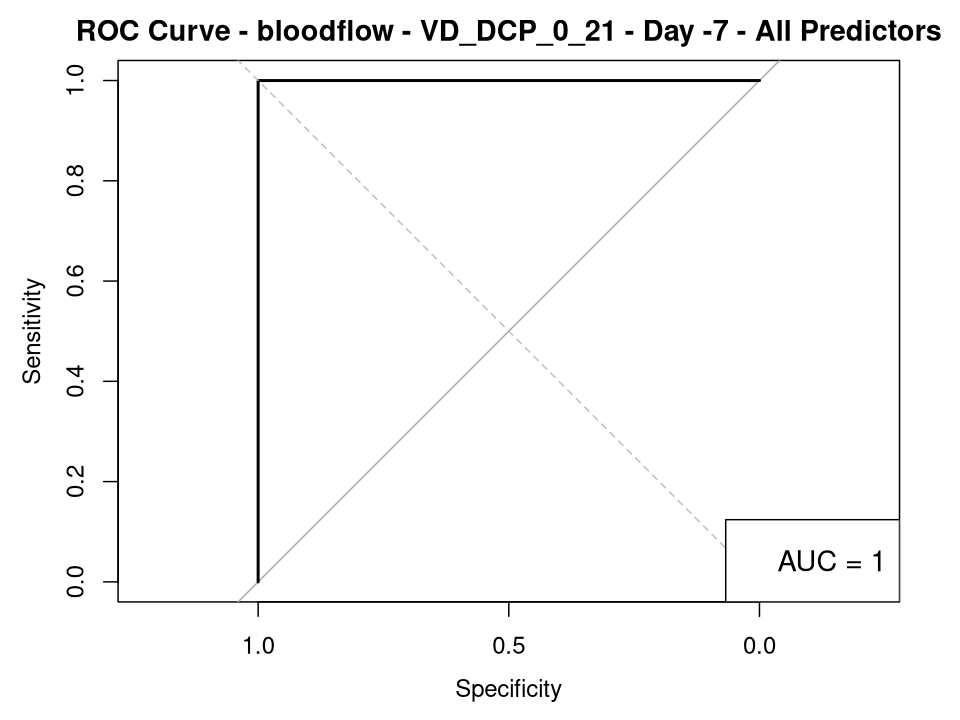 ROC Curve - bloodflow - VD_DCP_0_21 - Day -7 - All Predictors
Sensitivity
1.0
0.8
0.6
0.4
0.2
0.0
AUC = 1
1.0 0.5 0.0
Specificity